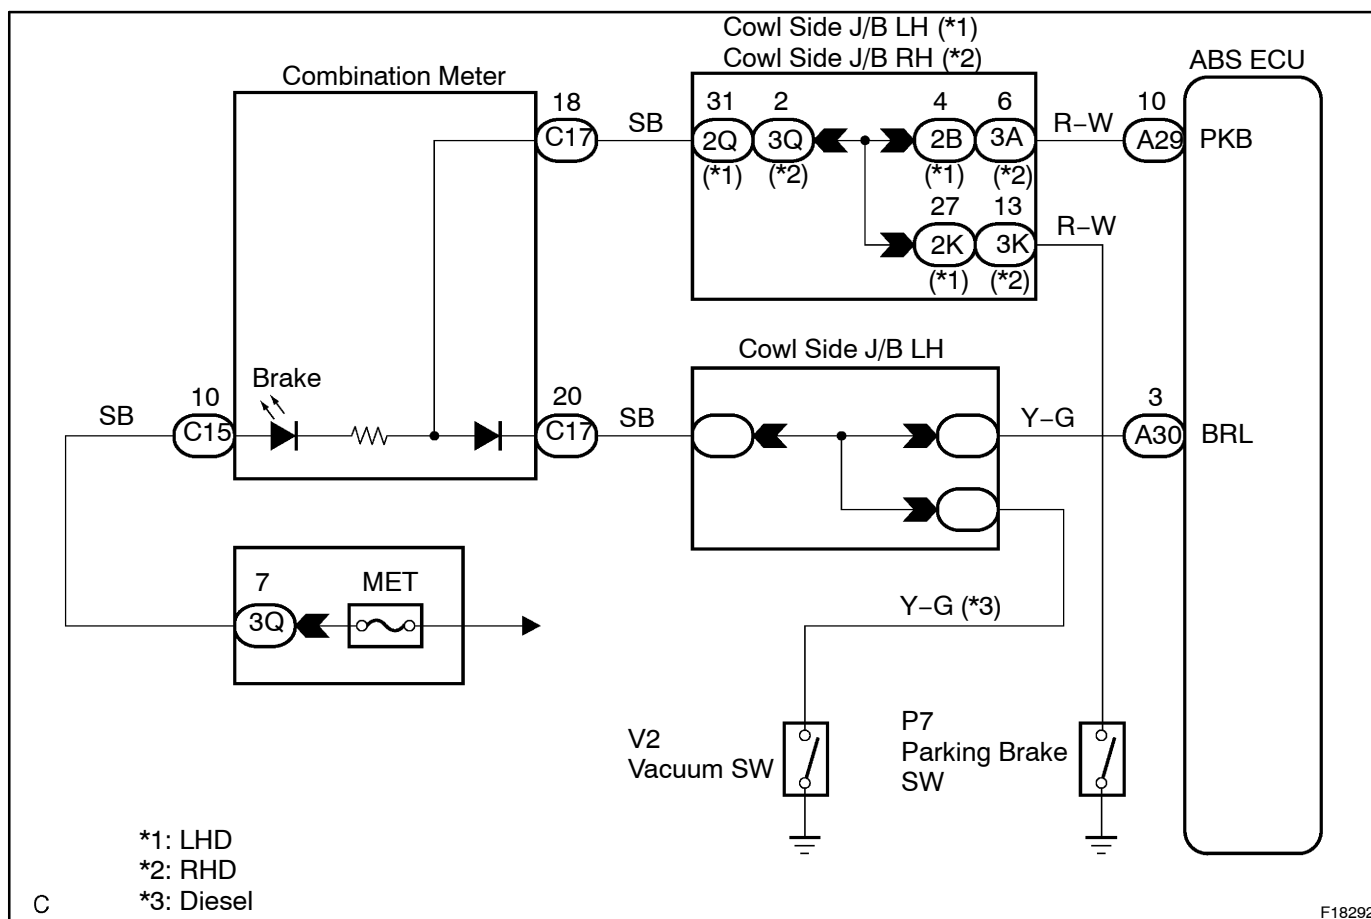 Cowl Side J/B LH (*1)
Cowl Side J/B RH (*2)
ABS ECU
Combination Meter
18
C17
SB
31
2Q
(*1)
2
3Q
(*2)
4
2B
(*1)
6
3A
(*2)
R–W
10
A29
PKB
27
2K
(*1)
13
3K
(*2)
R–W
Cowl Side J/B LH
Brake
SB
10
C15
20
C17
SB
Y–G
3
A30
BRL
7
3Q
MET
Y–G (*3)
V2
Vacuum SW
P7
Parking Brake
SW
*1: LHD
*2: RHD
*3: Diesel
C
F18292